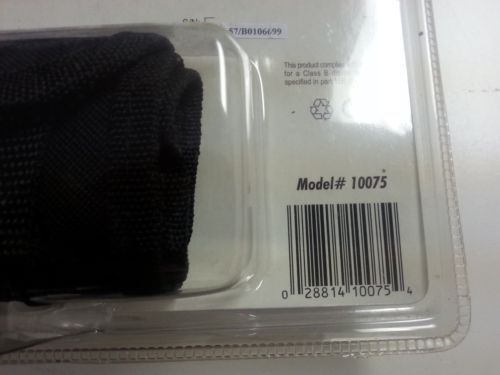 S/N:
57/B0106699
This product complies
for a Class B
specified in part
Model# 10075
0 28814 10075 4